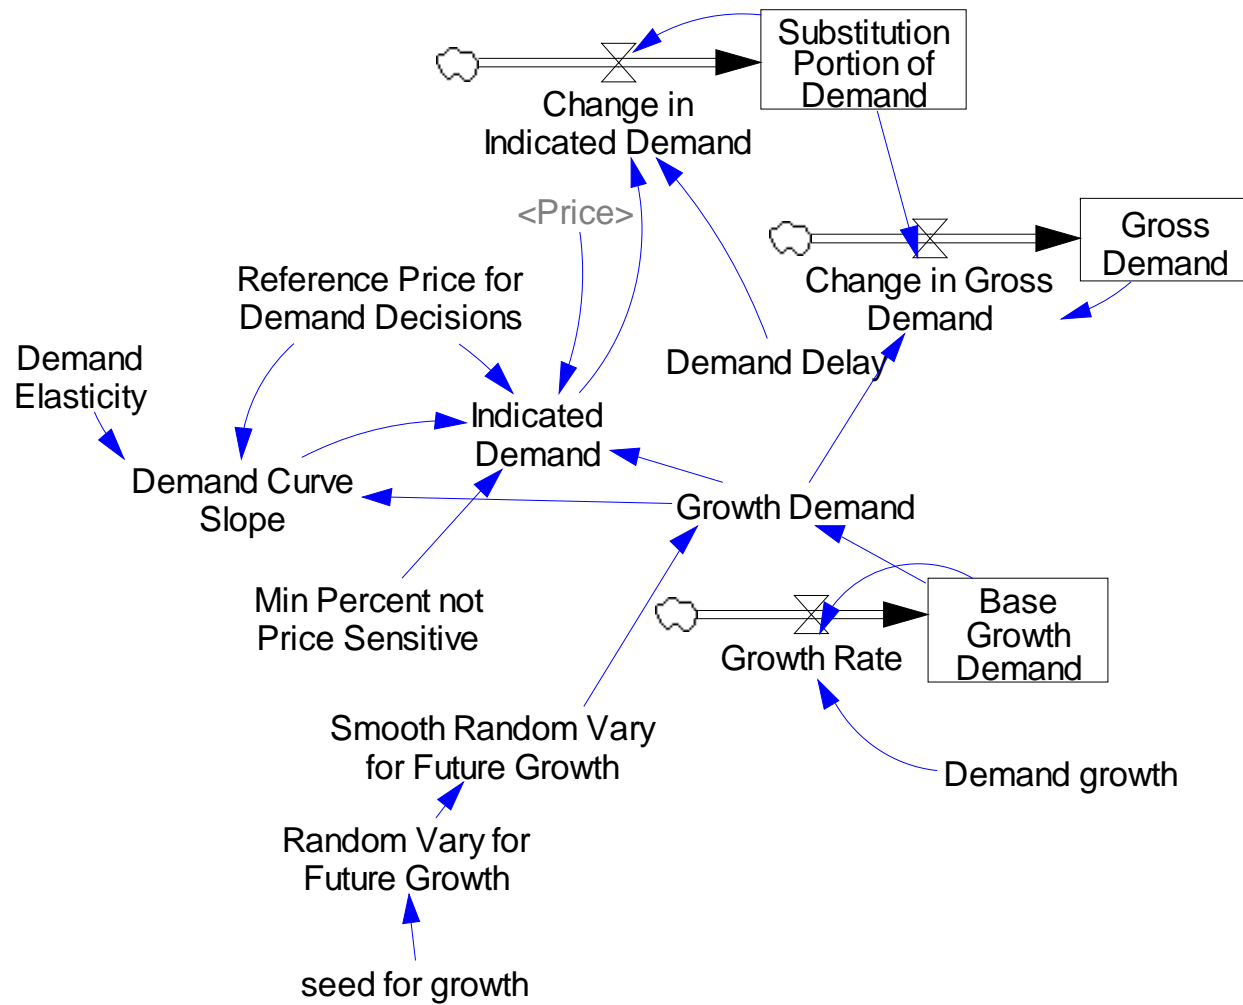 Substitution
Portion of
Demand
Change in
Indicated Demand
<Price>
Gross
Demand
Change in Gross
Demand
Reference Price for
Demand Decisions
Demand
Elasticity
Demand Delay
Indicated
Demand
Demand Curve
Slope
Growth Demand
Min Percent not
Price Sensitive
Base
Growth
Demand
Growth Rate
Smooth Random Vary
for Future Growth
Demand growth
Random Vary for
Future Growth
seed for growth